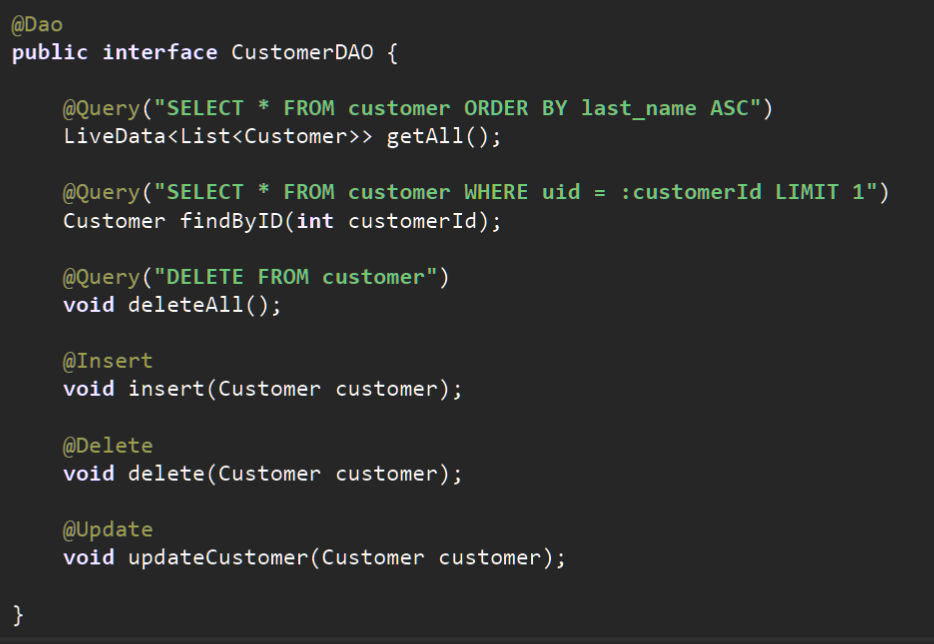 @Dao
public interface CustomerDAO {
@Query("SELECT * FROM customer ORDER BY last_name ASC")
LiveData<List<Customer>> getAll();
@Query("SELECT * FROM customer WHERE uid = :customerId LIMIT 1")
Customer findByID(int customerId);
@Query("DELETE FROM customer")
void deleteAll();
@Insert
void insert(Customer customer);
@Delete
void delete(Customer customer);
@Update
void updateCustomer(Customer customer);
}